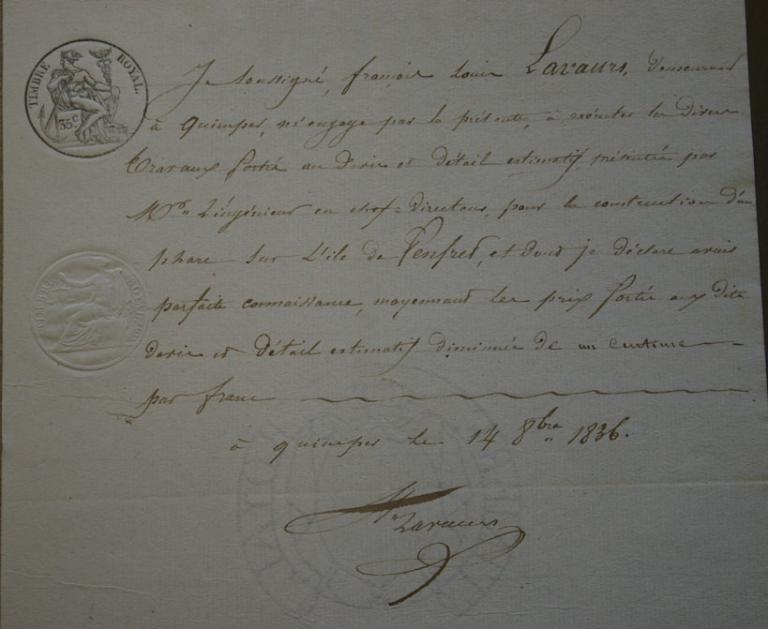 TIMBRE ROYAL.
35c
Je soussigné, françois Louis Lavaurs, demeurant
à Quimper, m'engage par la présente, à exécuter les divers
travaux portés au devis et détail estimatif présentés par
Mr. L'ingénieur en chef-directeur, pour la construction d'un
phare sur L'ile de Penfret, et dont je déclare avoir
parfaite connaissance, moyennant les prix portés aux dits
devis et détail estimatif diminués de un centime
par franc
à quimper le 14 8bre 1836.
Lavaurs